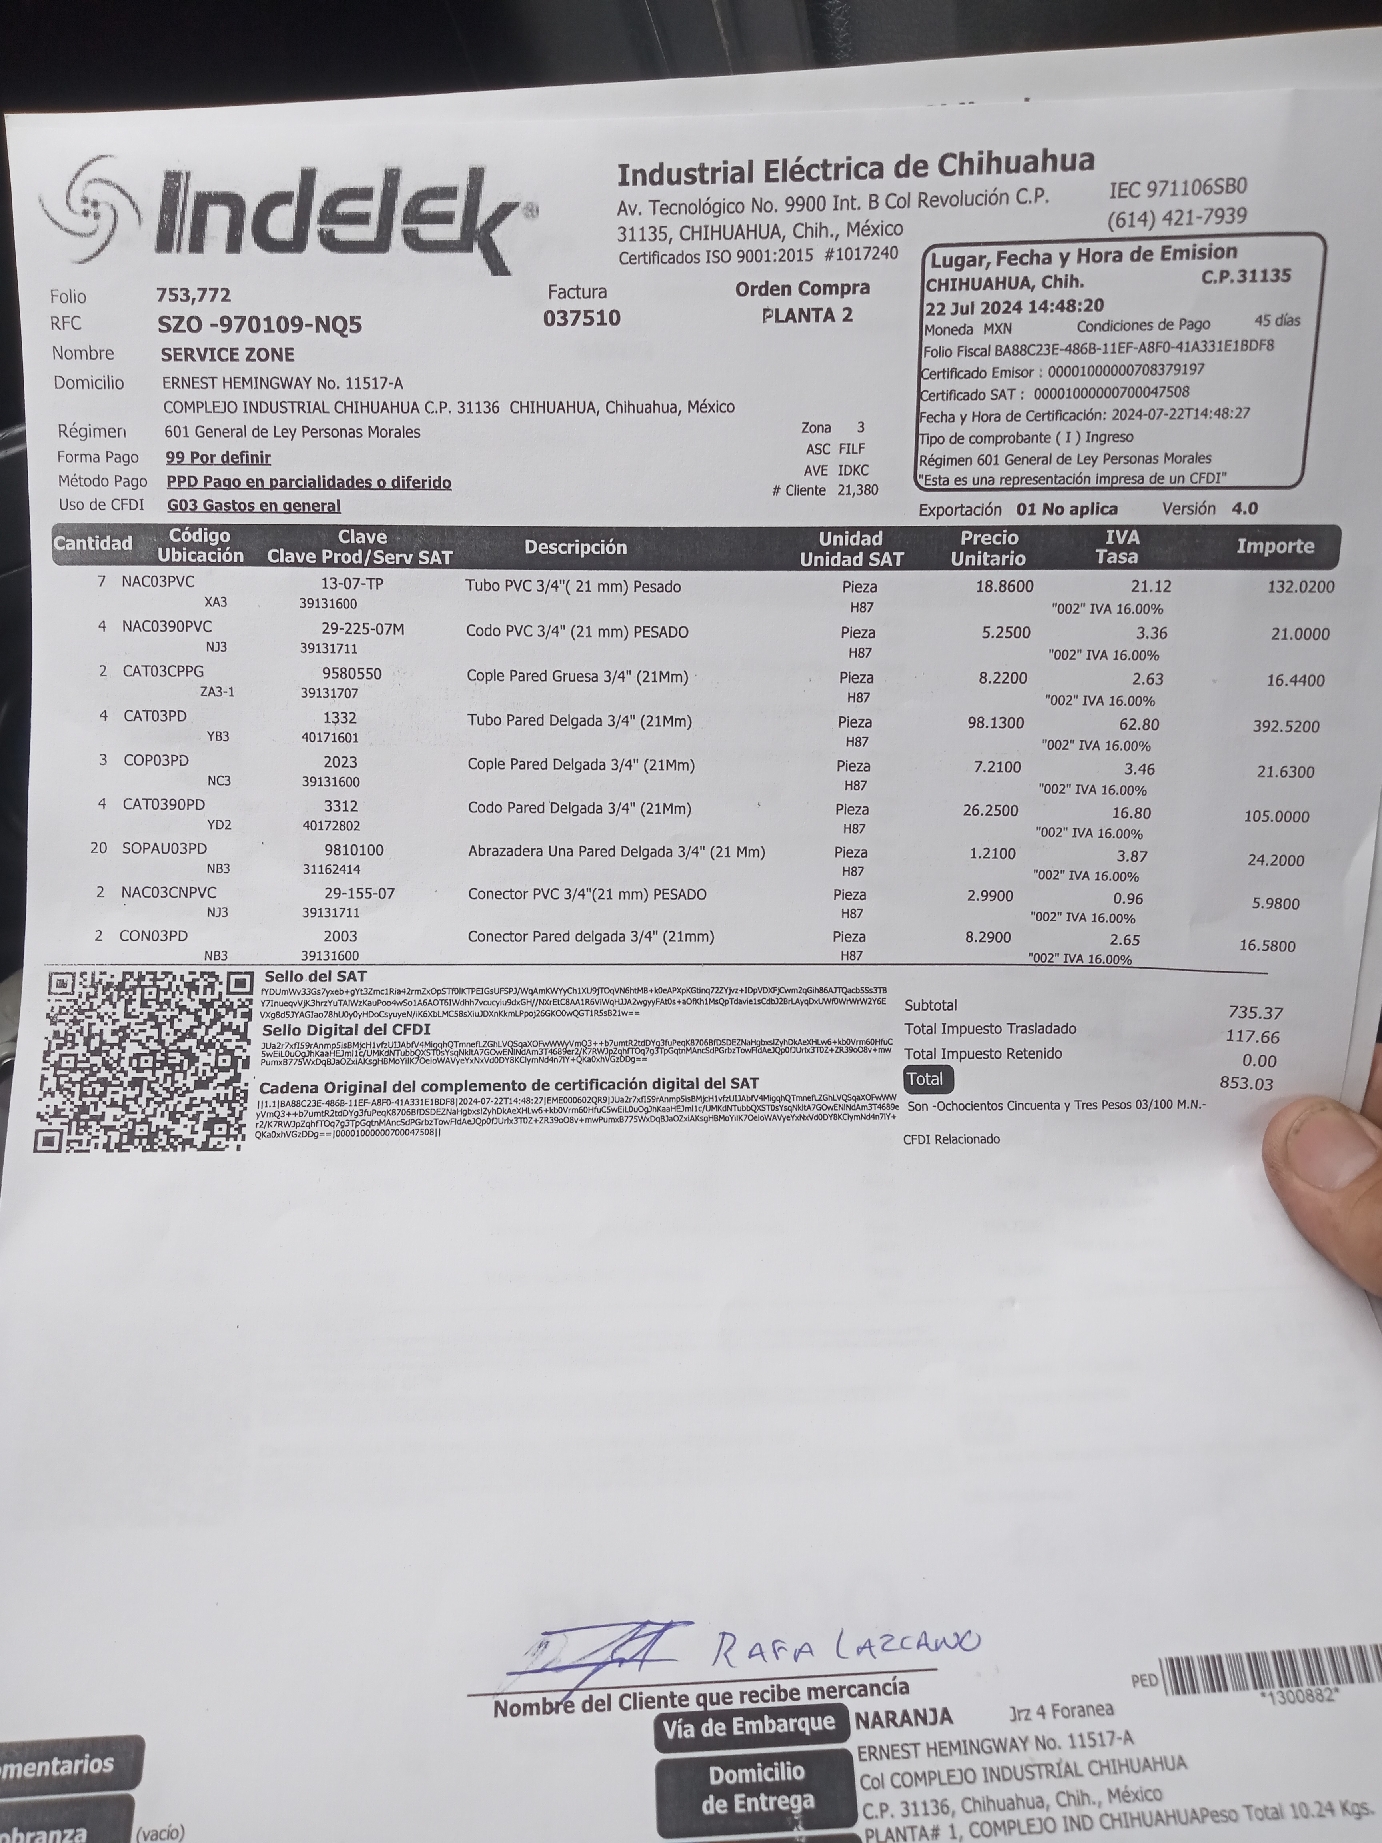 Indelek®
Industrial Eléctrica de Chihuahua
Av. Tecnológico No. 9900 Int. B Col Revolución C.P.
31135, CHIHUAHUA, Chih., México
Certificados ISO 9001:2015 #1017240
IEC 971106SB0
(614) 421-7939
Folio 753,772
Factura
037510
Orden Compra
PLANTA 2
RFC SZO -970109-NQ5
Nombre SERVICE ZONE
Domicilio ERNEST HEMINGWAY No. 11517-A
COMPLEJO INDUSTRIAL CHIHUAHUA C.P. 31136 CHIHUAHUA, Chihuahua, México
Régimen 601 General de Ley Personas Morales
Forma Pago 99 Por definir
Método Pago PPD Pago en parcialidades o diferido
Uso de CFDI G03 Gastos en general
Zona 3
ASC FILF
AVE IDKC
# Cliente 21,380
Lugar, Fecha y Hora de Emision
CHIHUAHUA, Chih. C.P.31135
22 Jul 2024 14:48:20
Moneda MXN Condiciones de Pago 45 días
Folio Fiscal BA88C23E-486B-11EF-A8F0-41A331E1BDF8
Certificado Emisor : 00001000000708379197
Certificado SAT : 00001000000700047508
Fecha y Hora de Certificación: 2024-07-22T14:48:27
Tipo de comprobante ( I ) Ingreso
Régimen 601 General de Ley Personas Morales
"Esta es una representación Impresa de un CFDI"
Exportación 01 No aplica Versión 4.0
Cantidad Código Clave Descripción Unidad Precio IVA Importe
Ubicación Clave Prod/Serv SAT Unidad SAT Unitario Tasa
7 NAC03PVC 13-07-TP Tubo PVC 3/4"( 21 mm) Pesado Pieza 18.8600 21.12 132.0200
XA3 39131600 H87 "002" IVA 16.00%
4 NAC0390PVC 29-225-07M Codo PVC 3/4" (21 mm) PESADO Pieza 5.2500 3.36 21.0000
NJ3 39131711 H87 "002" IVA 16.00%
2 CAT03CPPG 9580550 Cople Pared Gruesa 3/4" (21Mm) Pieza 8.2200 2.63 16.4400
ZA3-1 39131707 H87 "002" IVA 16.00%
4 CAT03PD 1332 Tubo Pared Delgada 3/4" (21Mm) Pieza 98.1300 62.80 392.5200
YB3 40171601 H87 "002" IVA 16.00%
3 COP03PD 2023 Cople Pared Delgada 3/4" (21Mm) Pieza 7.2100 3.46 21.6300
NC3 39131600 H87 "002" IVA 16.00%
4 CAT0390PD 3312 Codo Pared Delgada 3/4" (21Mm) Pieza 26.2500 16.80 105.0000
YD2 40172802 H87 "002" IVA 16.00%
20 SOPAU03PD 9810100 Abrazadera Una Pared Delgada 3/4" (21 Mm) Pieza 1.2100 3.87 24.2000
NB3 31162414 H87 "002" IVA 16.00%
2 NAC03CNPVC 29-155-07 Conector PVC 3/4"(21 mm) PESADO Pieza 2.9900 0.96 5.9800
NJ3 39131711 H87 "002" IVA 16.00%
2 CON03PD 2003 Conector Pared delgada 3/4" (21mm) Pieza 8.2900 2.65 16.5800
NB3 39131600 H87 "002" IVA 16.00%
Sello del SAT
Sello Digital del CFDI
Cadena Original del complemento de certificación digital del SAT
Subtotal 735.37
Total Impuesto Trasladado 117.66
Total Impuesto Retenido 0.00
Total 853.03
Son -Ochocientos Cincuenta y Tres Pesos 03/100 M.N.-
CFDI Relacionado
RAFA LAZCANO
Nombre del Cliente que recibe mercancía
PED *1300882*
Vía de Embarque NARANJA Jrz 4 Foranea
Domicilio de Entrega
ERNEST HEMINGWAY No. 11517-A
Col COMPLEJO INDUSTRIAL CHIHUAHUA
C.P. 31136, Chihuahua, Chih., México
PLANTA# 1, COMPLEJO IND CHIHUAHUA Peso Total 10.24 Kgs.
mentarios
obranza (vacío)